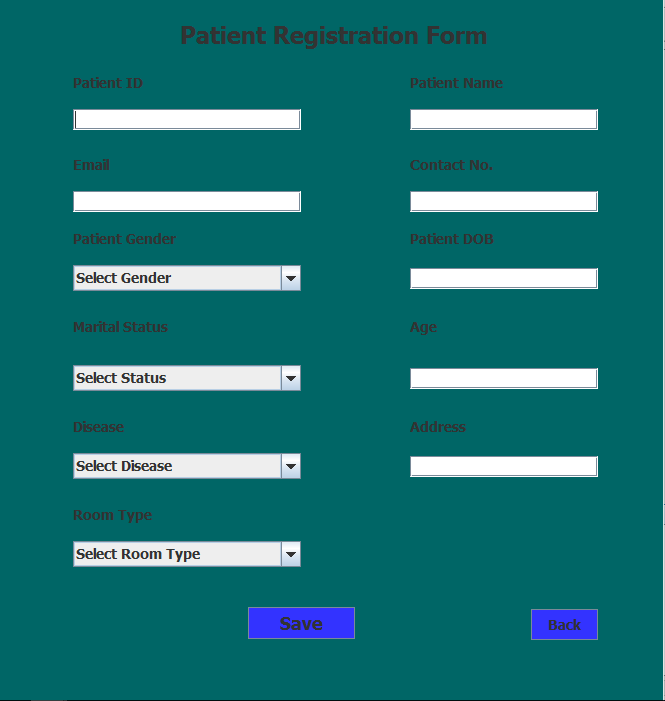 Patient Registration Form
Patient ID
Patient Name
Email
Contact No.
Patient Gender
Patient DOB
Select Gender
Marital Status
Age
Select Status
Disease
Address
Select Disease
Room Type
Select Room Type
Save
Back